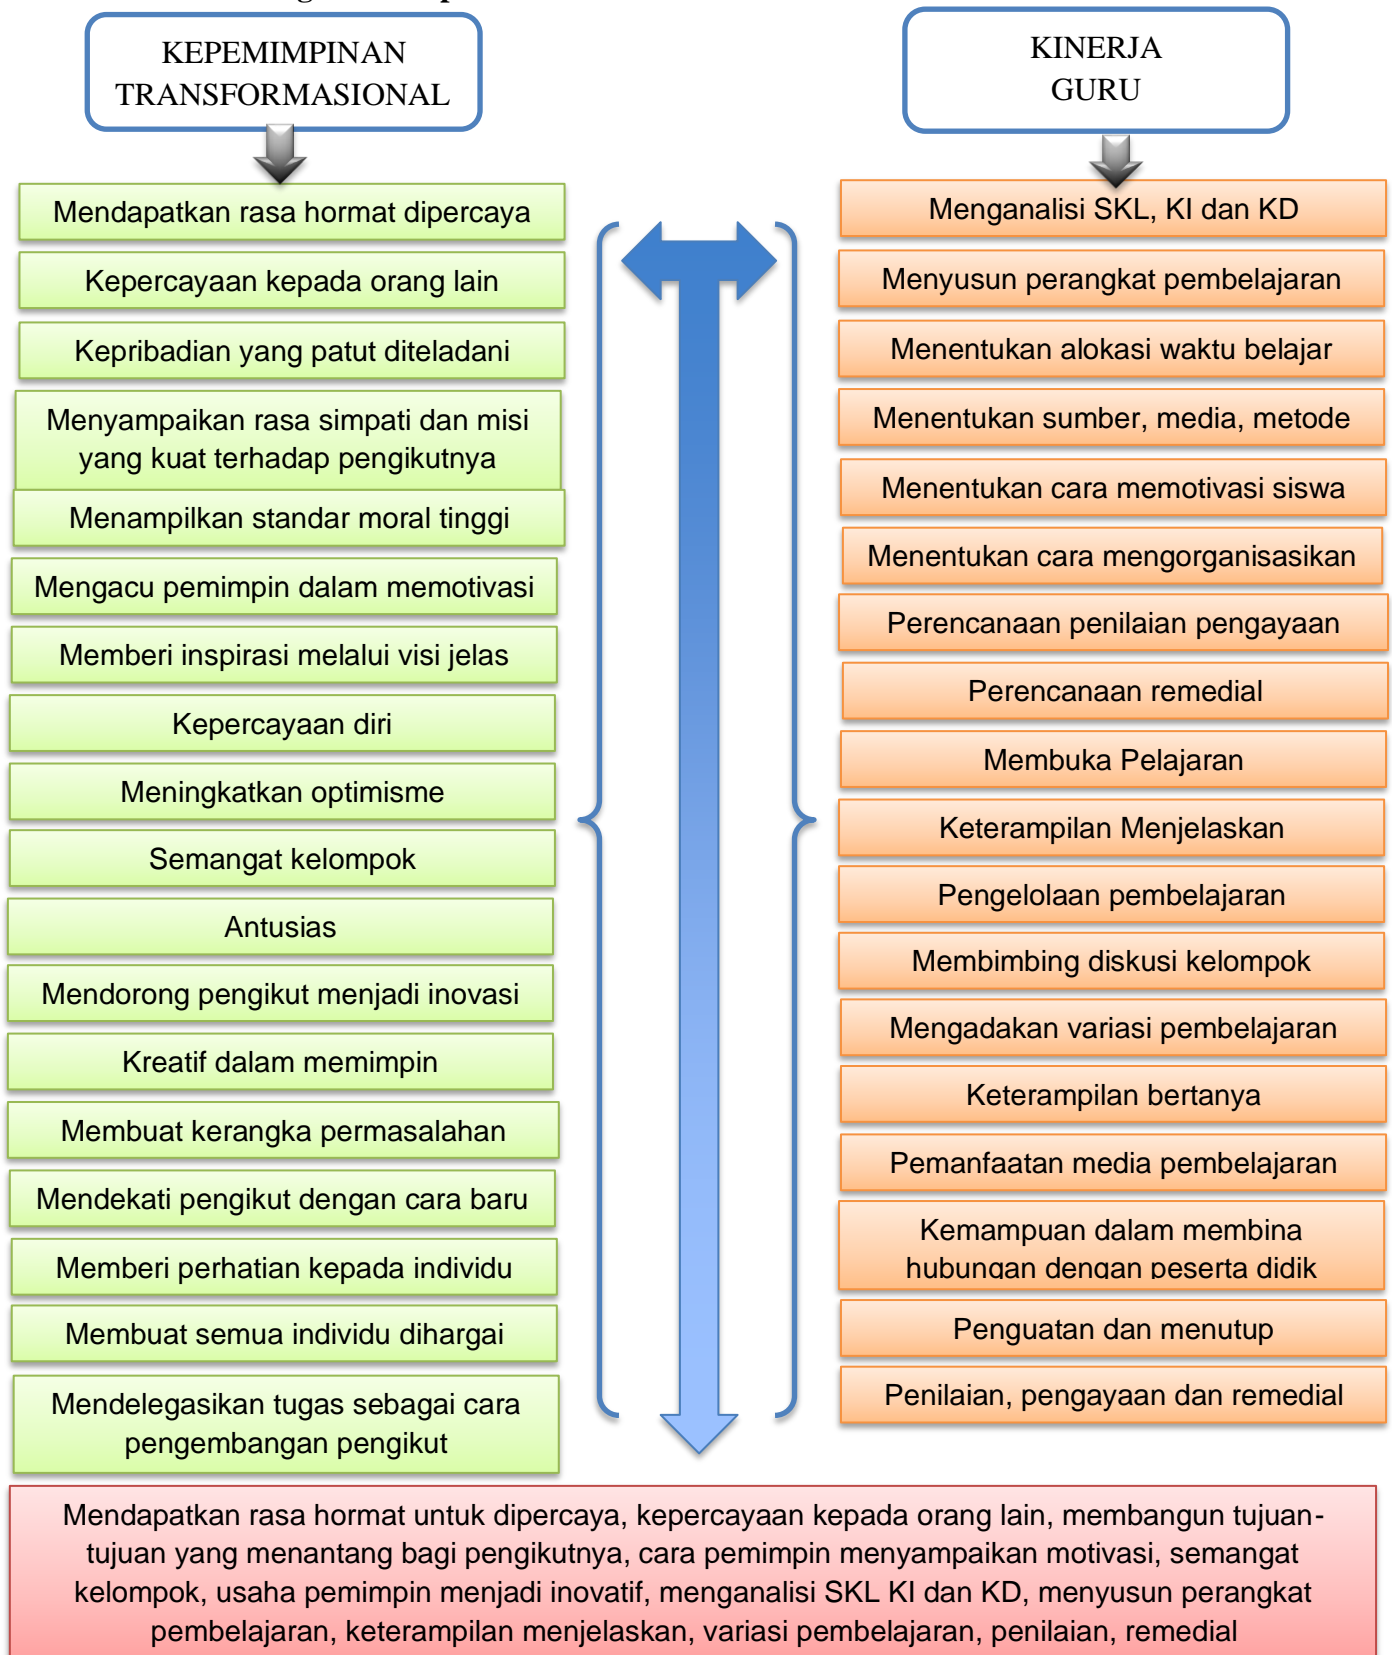 KEPEMIMPINAN
TRANSFORMASIONAL
Mendapatkan rasa hormat dipercaya
Kepercayaan kepada orang lain
Kepribadian yang patut diteladani
Menyampaikan rasa simpati dan misi
yang kuat terhadap pengikutnya
Menampilkan standar moral tinggi
Mengacu pemimpin dalam memotivasi
Memberi inspirasi melalui visi jelas
Kepercayaan diri
Meningkatkan optimisme
Semangat kelompok
Antusias
Mendorong pengikut menjadi inovasi
Kreatif dalam memimpin
Membuat kerangka permasalahan
Mendekati pengikut dengan cara baru
Memberi perhatian kepada individu
Membuat semua individu dihargai
Mendelegasikan tugas sebagai cara
pengembangan pengikut
KINERJA
GURU
Menganalisi SKL, KI dan KD
Menyusun perangkat pembelajaran
Menentukan alokasi waktu belajar
Menentukan sumber, media, metode
Menentukan cara memotivasi siswa
Menentukan cara mengorganisasikan
Perencanaan penilaian pengayaan
Perencanaan remedial
Membuka Pelajaran
Keterampilan Menjelaskan
Pengelolaan pembelajaran
Membimbing diskusi kelompok
Mengadakan variasi pembelajaran
Keterampilan bertanya
Pemanfaatan media pembelajaran
Kemampuan dalam membina
hubungan dengan peserta didik
Penguatan dan menutup
Penilaian, pengayaan dan remedial
Mendapatkan rasa hormat untuk dipercaya, kepercayaan kepada orang lain, membangun tujuan-
tujuan yang menantang bagi pengikutnya, cara pemimpin menyampaikan motivasi, semangat
kelompok, usaha pemimpin menjadi inovatif, menganalisi SKL KI dan KD, menyusun perangkat
pembelajaran, keterampilan menjelaskan, variasi pembelajaran, penilaian, remedial